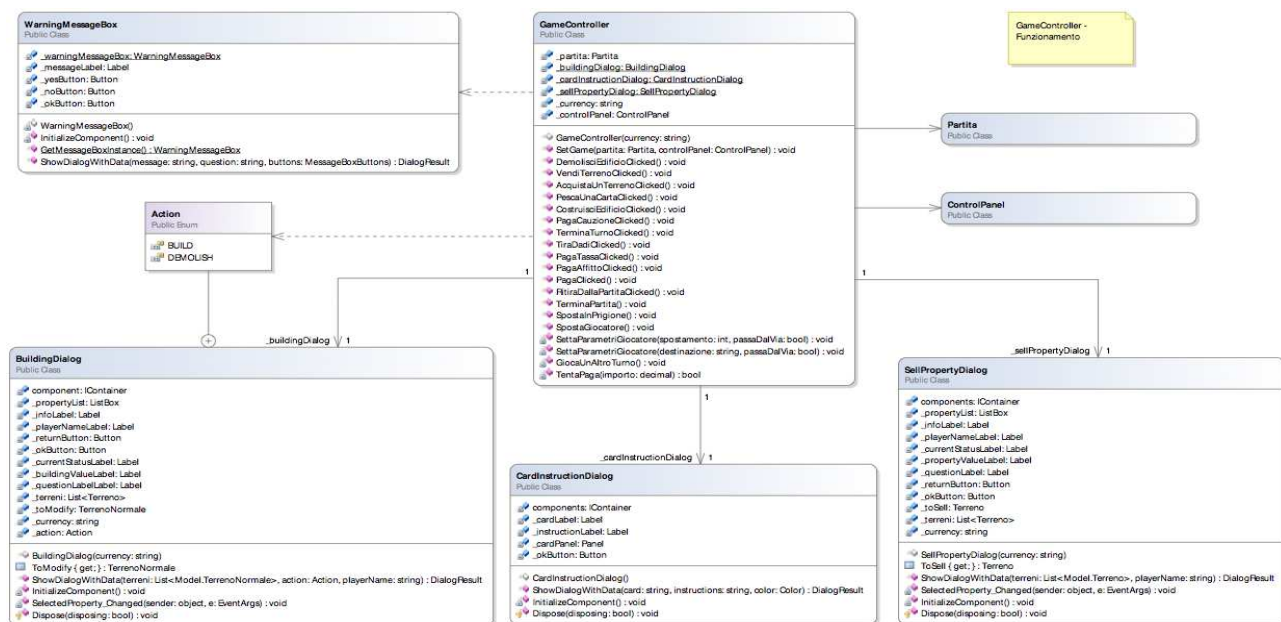 WarningMessageBox
Public Class
_warningMessageBox: WarningMessageBox
_messageLabel: Label
_yesButton: Button
_noButton: Button
_okButton: Button
WarningMessageBox()
InitializeComponent() : void
GetMessageBoxInstance() : WarningMessageBox
ShowDialogWithData(message: string, question: string, buttons: MessageBoxButtons) : DialogResult
GameController
Public Class
_partita: Partita
_buildingDialog: BuildingDialog
_cardInstructionDialog: CardInstructionDialog
_sellPropertyDialog: SellPropertyDialog
_currency: string
_controlPanel: ControlPanel
GameController(currency: string)
SetGame(partita: Partita, controlPanel: ControlPanel) : void
DemolisciEdificioClicked() : void
VendiTerrenoClicked() : void
AcquistaUnTerrenoClicked() : void
PescaUnaCartaClicked() : void
CostruisciEdificioClicked() : void
PagaCauzioneClicked() : void
TerminaTurnoClicked() : void
TiraDadiClicked() : void
PagaTassaClicked() : void
PagaAffittoClicked() : void
PagaClicked() : void
RitiraDallaPartitaClicked() : void
TerminaPartita() : void
SpostaInPrigione() : void
SpostaGiocatore() : void
SettaParametriGiocatore(spostamento: int, passaDalVia: bool) : void
SettaParametriGiocatore(destinazione: string, passaDalVia: bool) : void
GiocaUnAltroTurno() : void
TentaPaga(importo: decimal) : bool
GameController -
Funzionamento
Partita
Public Class
ControlPanel
Public Class
Action
Public Enum
BUILD
DEMOLISH
1
1
1
_buildingDialog
1
_sellPropertyDialog
1
_cardInstructionDialog
1
BuildingDialog
Public Class
component: IContainer
_propertyList: ListBox
_infoLabel: Label
_playerNameLabel: Label
_returnButton: Button
_okButton: Button
_currentStatusLabel: Label
_buildingValueLabel: Label
_questionLabelLabel: Label
_terreni: List<Terreno>
_toModify: TerrenoNormale
_currency: string
_action: Action
BuildingDialog(currency: string)
ToModify { get; } : TerrenoNormale
ShowDialogWithData(terreni: List<Model.TerrenoNormale>, action: Action, playerName: string) : DialogResult
InitializeComponent() : void
SelectedProperty_Changed(sender: object, e: EventArgs) : void
Dispose(disposing: bool) : void
CardInstructionDialog
Public Class
components: IContainer
_cardLabel: Label
_instructionLabel: Label
_cardPanel: Panel
_okButton: Button
CardInstructionDialog()
ShowDialogWithData(card: string, instructions: string, color: Color) : DialogResult
InitializeComponent() : void
Dispose(disposing: bool) : void
SellPropertyDialog
Public Class
components: IContainer
_propertyList: ListBox
_infoLabel: Label
_playerNameLabel: Label
_currentStatusLabel: Label
_propertyValueLabel: Label
_questionLabel: Label
_returnButton: Button
_okButton: Button
_toSell: Terreno
_terreni: List<Terreno>
_currency: string
SellPropertyDialog(currency: string)
ToSell { get; } : Terreno
ShowDialogWithData(terreni: List<Model.Terreno>, playerName: string) : DialogResult
SelectedProperty_Changed(sender: object, e: EventArgs) : void
InitializeComponent() : void
Dispose(disposing: bool) : void